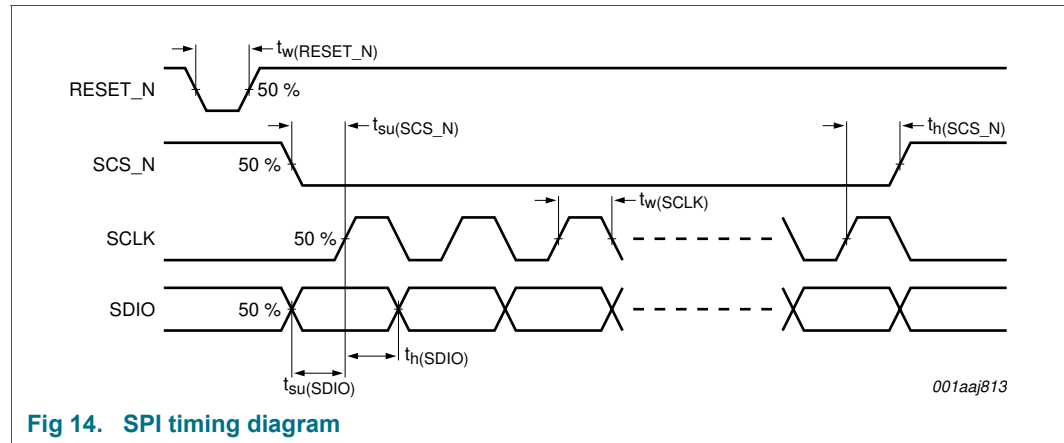 tw(RESET_N)
RESET_N
50 %
tsu(SCS_N)
th(SCS_N)
SCS_N
50 %
tw(SCLK)
SCLK
50 %
SDIO
50 %
th(SDIO)
tsu(SDIO)
001aaj813
Fig 14. SPI timing diagram